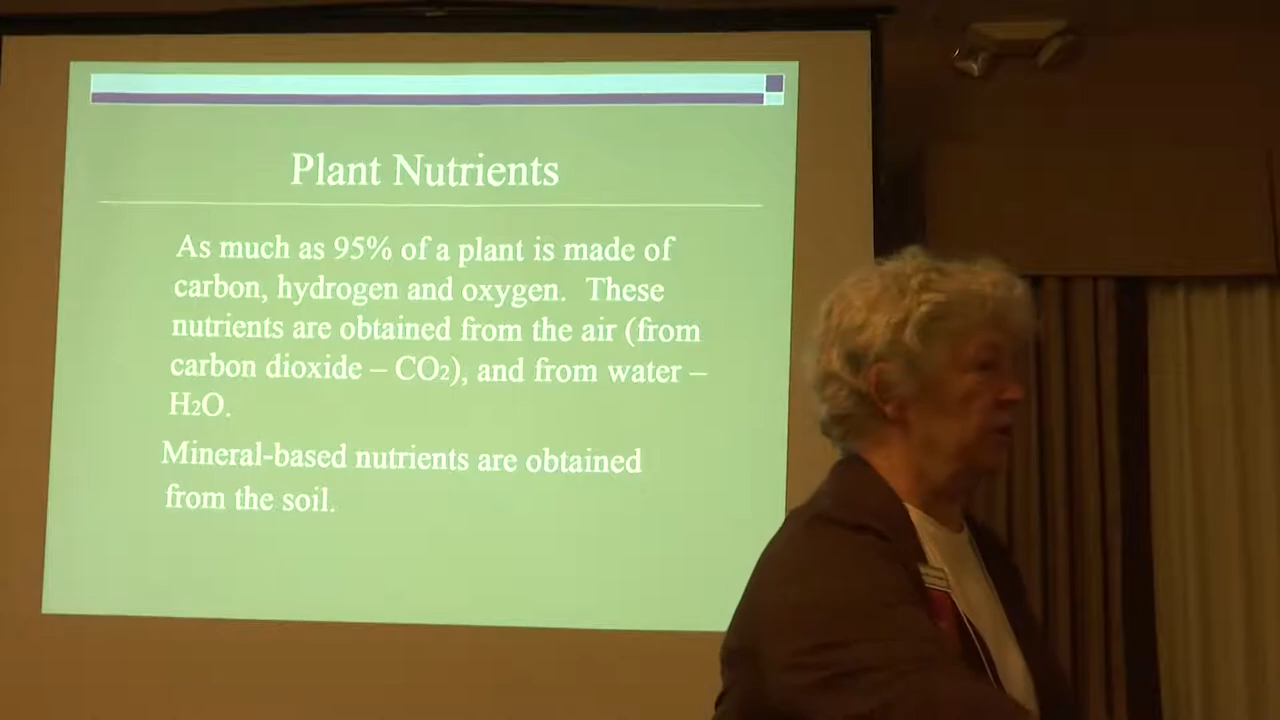 Plant Nutrients
As much as 95% of a plant is made of
carbon, hydrogen and oxygen. These
nutrients are obtained from the air (from
carbon dioxide – CO₂), and from water –
H₂O.
Mineral-based nutrients are obtained
from the soil.